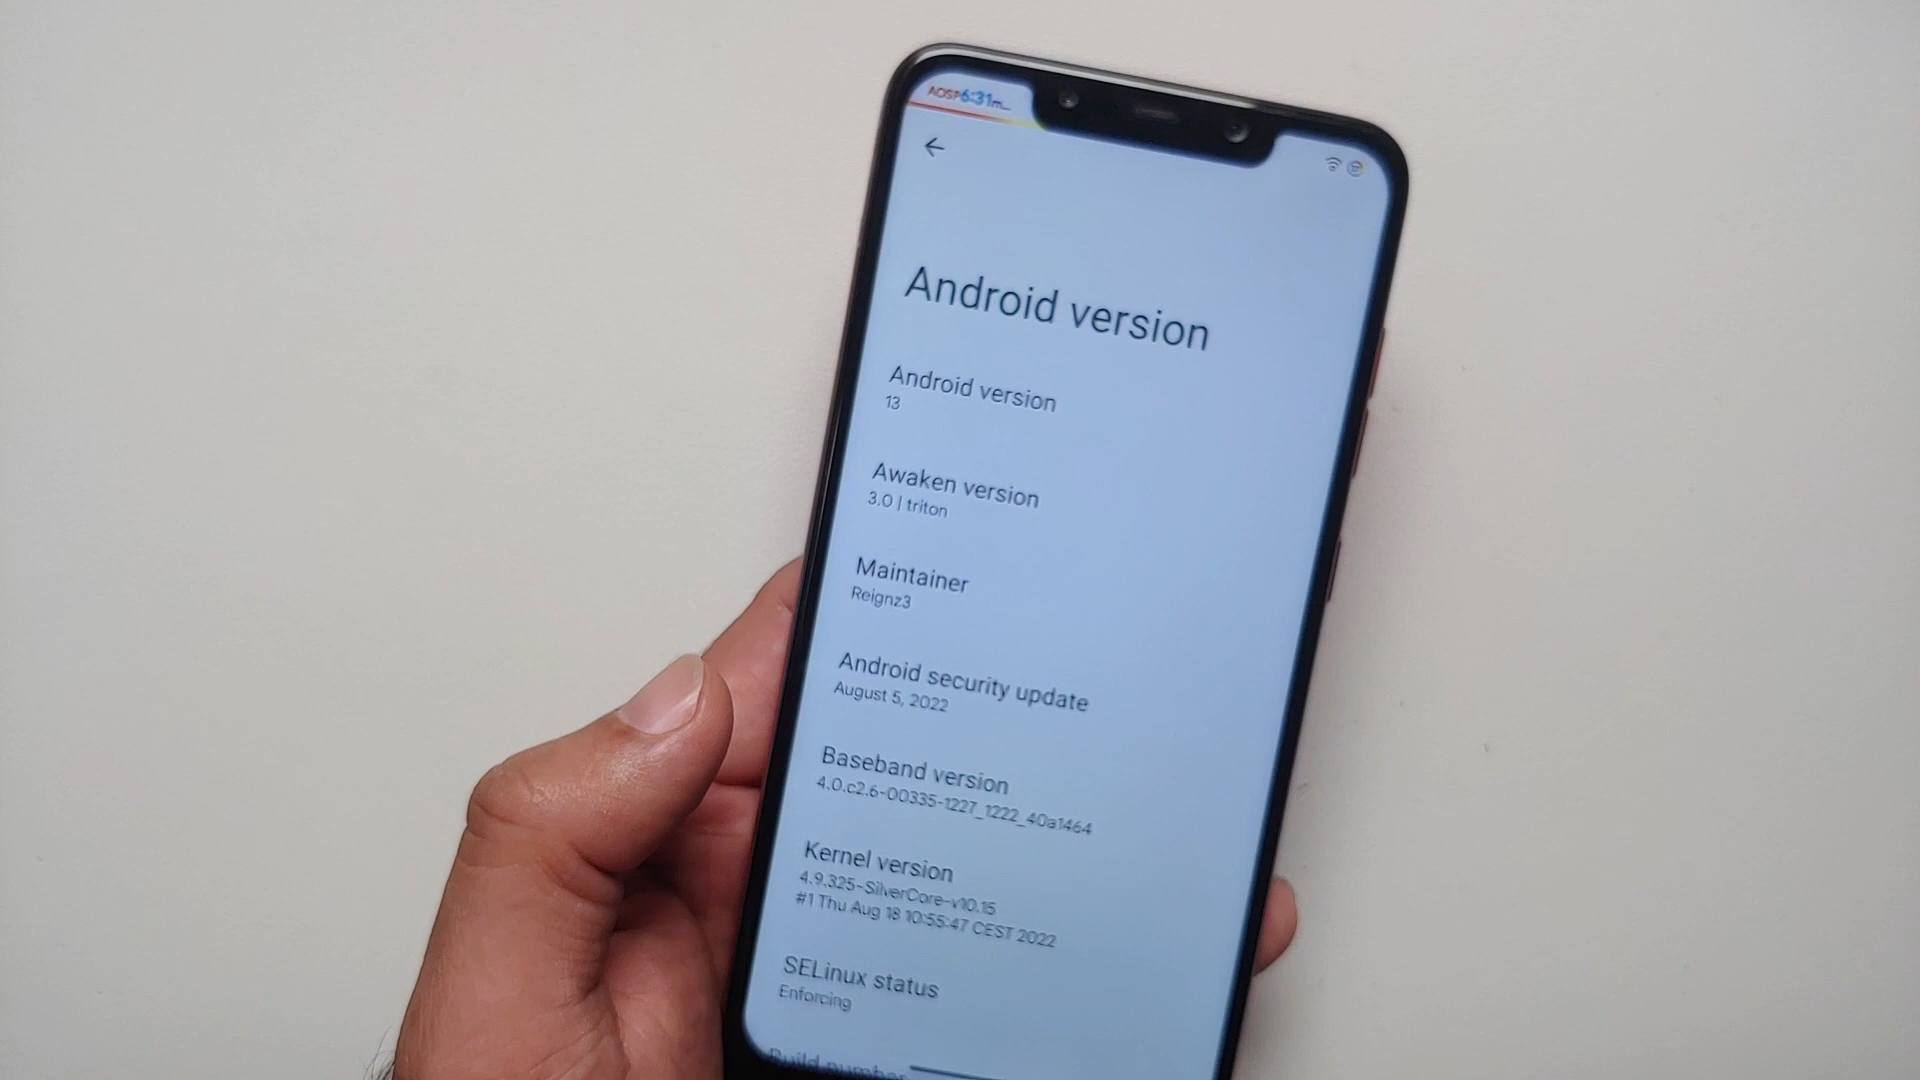 AOSP 6:31 m...
Android version
Android version
13
Awaken version
3.0 | triton
Maintainer
Reignz3
Android security update
August 5, 2022
Baseband version
4.0.c2.6-00335-1227_1222_40a1464
Kernel version
4.9.325-SilverCore-v10.15
#1 Thu Aug 18 10:55:47 CEST 2022
SELinux status
Enforcing
Build number